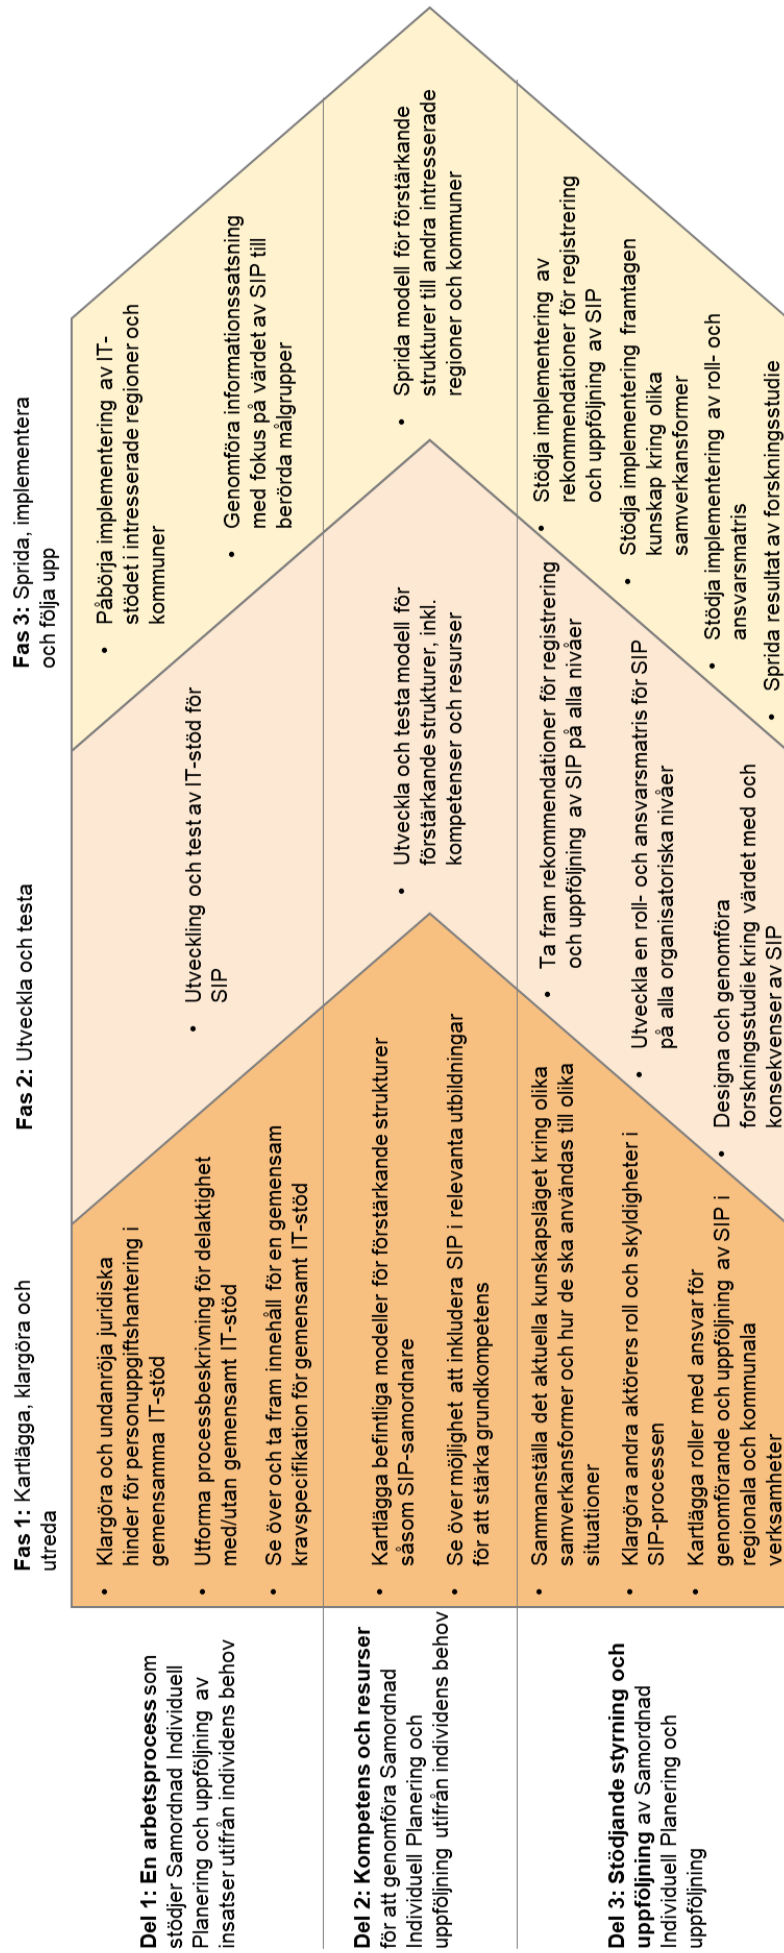 Fas 1: Kartlägga, klargöra och
utreda
Fas 2: Utveckla och testa
Fas 3: Sprida, implementera
och följa upp
Del 1: En arbetsprocess som
stödjer Samordnad Individuell
Planering och uppföljning av
insatser utifrån individens behov
• Klargöra och undanröja juridiska
hinder för personuppgiftshantering i
gemensamma IT-stöd
• Utforma processbeskrivning för delaktighet
med/utan gemensamt IT-stöd
• Se över och ta fram innehåll för en gemensam
kravspecifikation för gemensamt IT-stöd
• Utveckling och test av IT-stöd för
SIP
• Påbörja implementering av IT-
stödet i intresserade regioner och
kommuner
• Genomföra informationssatsning
med fokus på värdet av SIP till
berörda målgrupper
Del 2: Kompetens och resurser
för att genomföra Samordnad
Individuell Planering och
uppföljning utifrån individens behov
• Kartlägga befintliga modeller för förstärkande strukturer
såsom SIP-samordnare
• Se över möjlighet att inkludera SIP i relevanta utbildningar
för att stärka grundkompetens
• Utveckla och testa modell för
förstärkande strukturer, inkl.
kompetenser och resurser
• Sprida modell för förstärkande
strukturer till andra intresserade
regioner och kommuner
Del 3: Stödjande styrning och
uppföljning av Samordnad
Individuell Planering och
uppföljning
• Sammanställa det aktuella kunskapsläget kring olika
samverkansformer och hur de ska användas till olika
situationer
• Klargöra andra aktörers roll och skyldigheter i
SIP-processen
• Kartlägga roller med ansvar för
genomförande och uppföljning av SIP i
regionala och kommunala
verksamheter
• Ta fram rekommendationer för registrering
och uppföljning av SIP på alla nivåer
• Utveckla en roll- och ansvarsmatris för SIP
på alla organisatoriska nivåer
• Designa och genomföra
forskningsstudie kring värdet med och
konsekvenser av SIP
• Stödja implementering av
rekommendationer för registrering
och uppföljning av SIP
• Stödja implementering framtagen
kunskap kring olika
samverkansformer
• Stödja implementering av roll- och
ansvarsmatris
• Sprida resultat av forskningsstudie